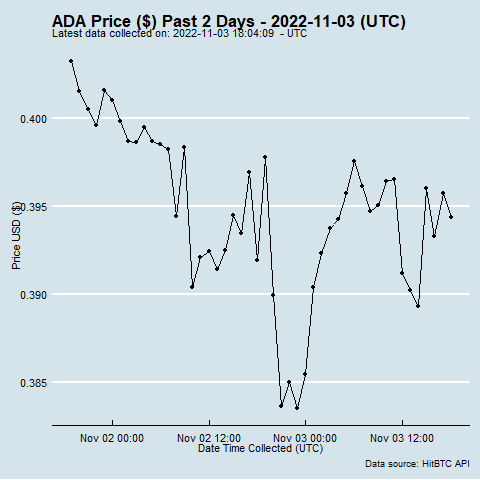 ADA Price ($) Past 2 Days - 2022-11-03 (UTC)
Latest data collected on: 2022-11-03 18:04:09 - UTC
0.400
0.395
0.390
0.385
Price USD ($)
Nov 02 00:00 Nov 02 12:00 Nov 03 00:00 Nov 03 12:00
Date Time Collected (UTC)
Data source: HitBTC API